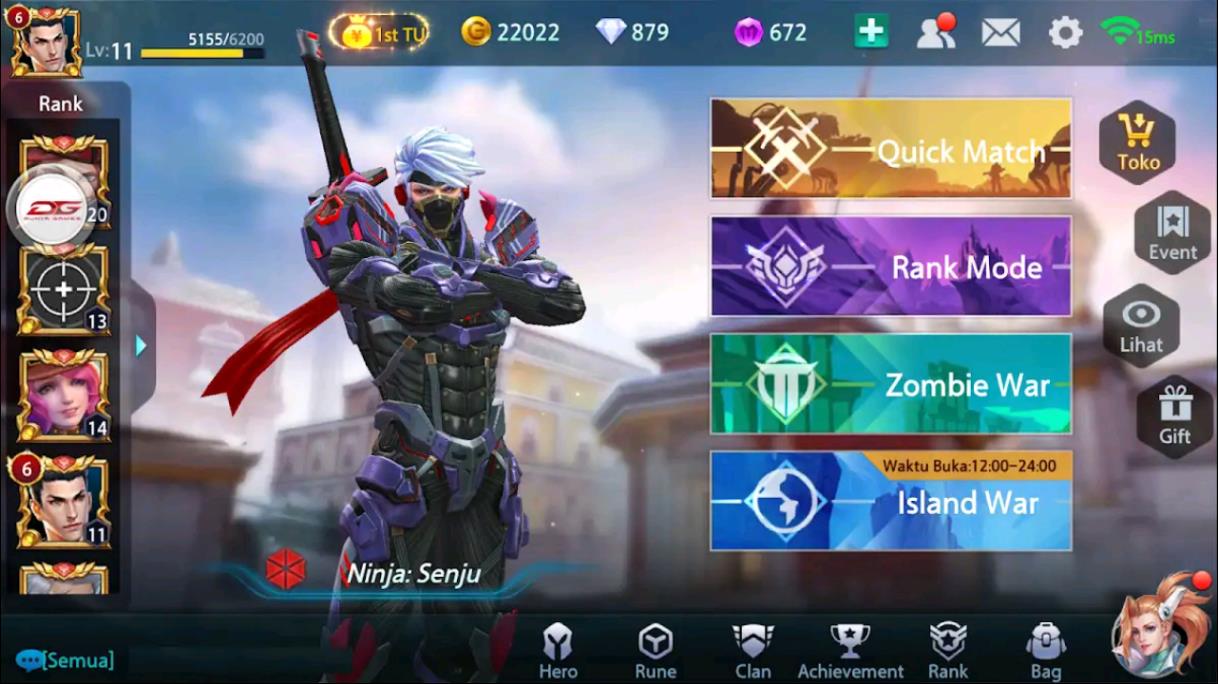 6
Lv:11
5155/6200
1st TU
G
22022
879
m
672
15ms
Rank
DG
20
13
14
6
11
Quick Match
Rank Mode
Zombie War
Waktu Buka:12:00-24:00
Island War
Toko
Event
Lihat
Gift
Ninja: Senju
[Semua]
Hero
Rune
Clan
Achievement
Rank
Bag